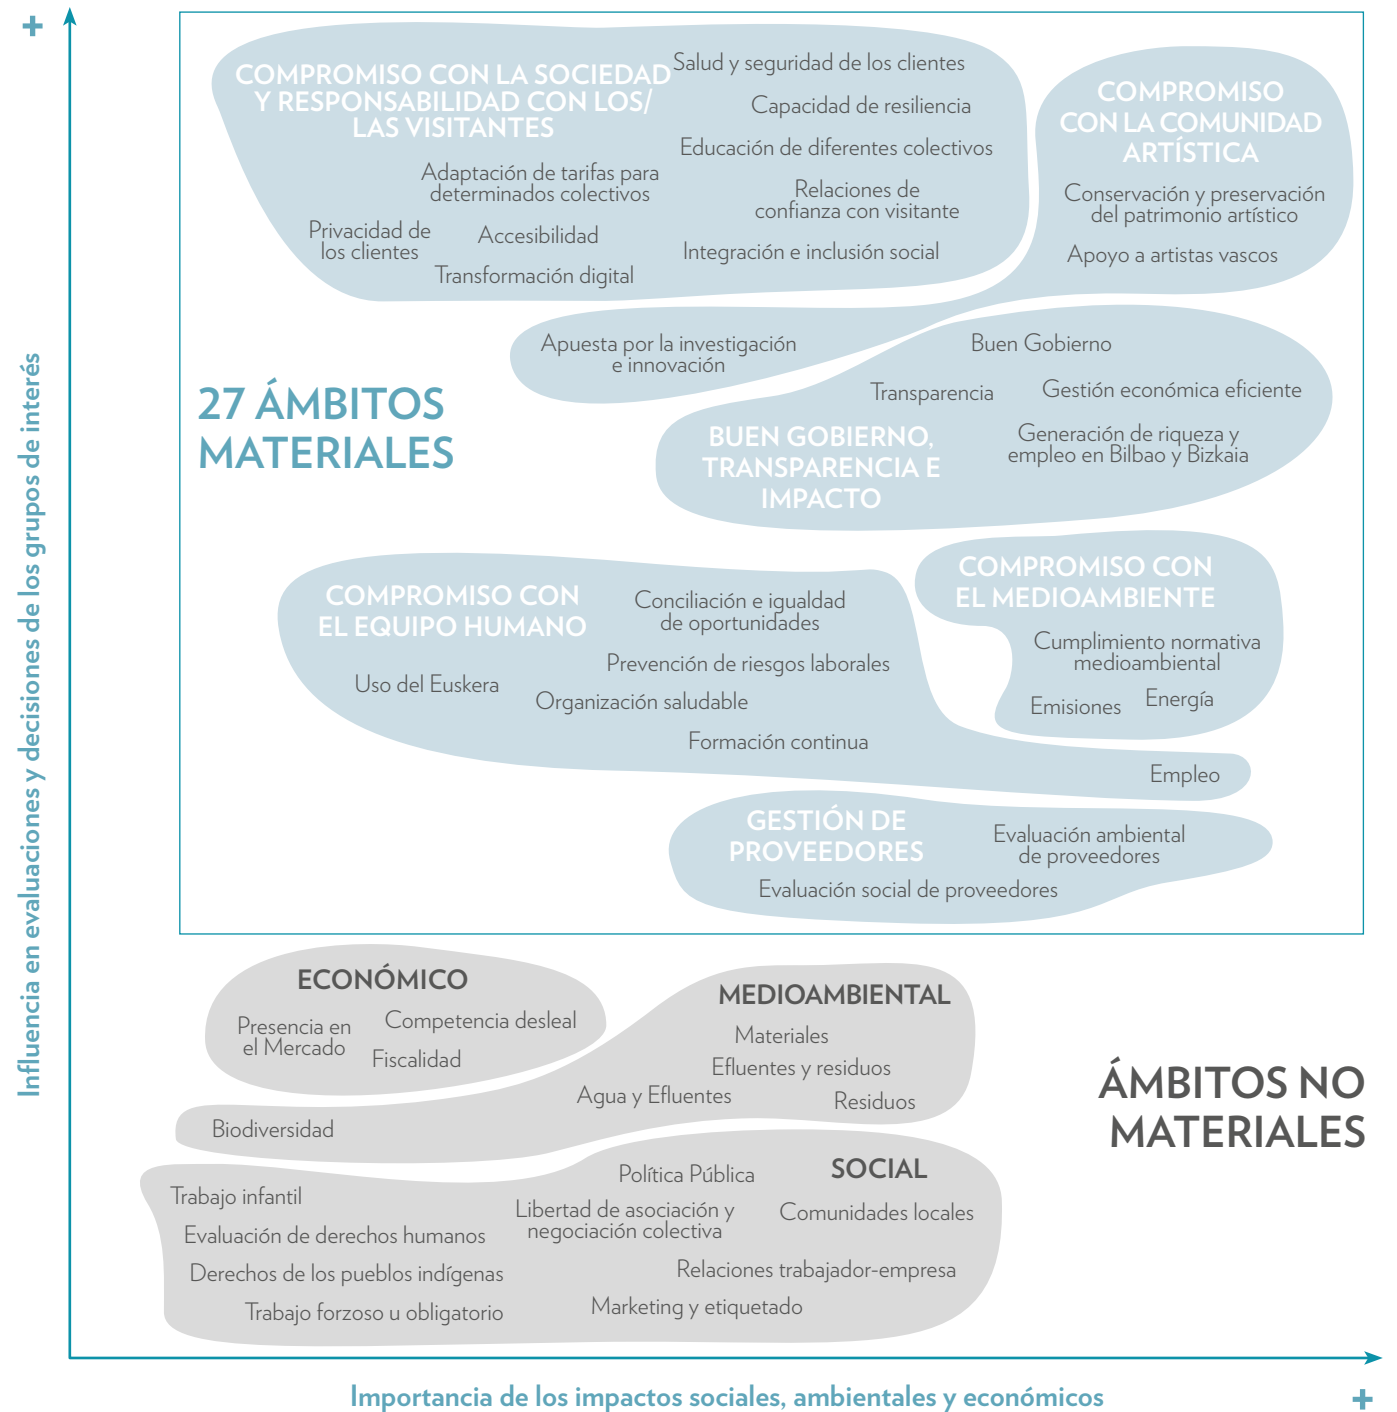 +
Influencia en evaluaciones y decisiones de los grupos de interés
COMPROMISO CON LA SOCIEDAD
Y RESPONSABILIDAD CON LOS/
LAS VISITANTES
Salud y seguridad de los clientes
Capacidad de resiliencia
Educación de diferentes colectivos
Adaptación de tarifas para
determinados colectivos
Relaciones de
confianza con visitante
Privacidad de
los clientes
Accesibilidad
Integración e inclusión social
Transformación digital
COMPROMISO
CON LA COMUNIDAD
ARTÍSTICA
Conservación y preservación
del patrimonio artístico
Apoyo a artistas vascos
Apuesta por la investigación
e innovación
27 ÁMBITOS
MATERIALES
Buen Gobierno
Transparencia
Gestión económica eficiente
BUEN GOBIERNO,
TRANSPARENCIA E
IMPACTO
Generación de riqueza y
empleo en Bilbao y Bizkaia
COMPROMISO CON
EL EQUIPO HUMANO
Conciliación e igualdad
de oportunidades
Prevención de riesgos laborales
Uso del Euskera
Organización saludable
Formación continua
Empleo
COMPROMISO CON
EL MEDIOAMBIENTE
Cumplimiento normativa
medioambiental
Emisiones
Energía
GESTIÓN DE
PROVEEDORES
Evaluación ambiental
de proveedores
Evaluación social de proveedores
ECONÓMICO
Presencia en
el Mercado
Competencia desleal
Fiscalidad
MEDIOAMBIENTAL
Materiales
Efluentes y residuos
Agua y Efluentes
Residuos
Biodiversidad
ÁMBITOS NO
MATERIALES
SOCIAL
Política Pública
Trabajo infantil
Libertad de asociación y
negociación colectiva
Comunidades locales
Evaluación de derechos humanos
Derechos de los pueblos indígenas
Relaciones trabajador-empresa
Trabajo forzoso u obligatorio
Marketing y etiquetado
Importancia de los impactos sociales, ambientales y económicos
+